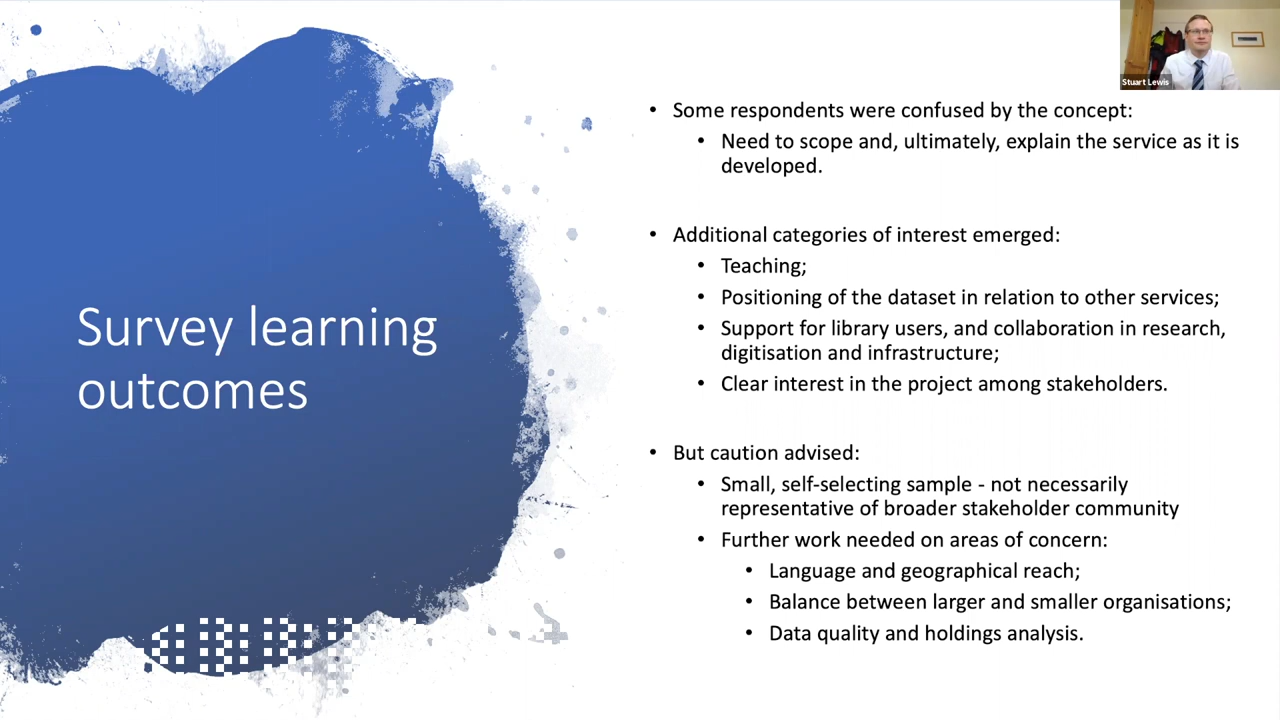 Stuart Lewis
Survey learning
outcomes
• Some respondents were confused by the concept:
• Need to scope and, ultimately, explain the service as it is
developed.
• Additional categories of interest emerged:
• Teaching;
• Positioning of the dataset in relation to other services;
• Support for library users, and collaboration in research,
digitisation and infrastructure;
• Clear interest in the project among stakeholders.
• But caution advised:
• Small, self-selecting sample - not necessarily
representative of broader stakeholder community
• Further work needed on areas of concern:
• Language and geographical reach;
• Balance between larger and smaller organisations;
• Data quality and holdings analysis.